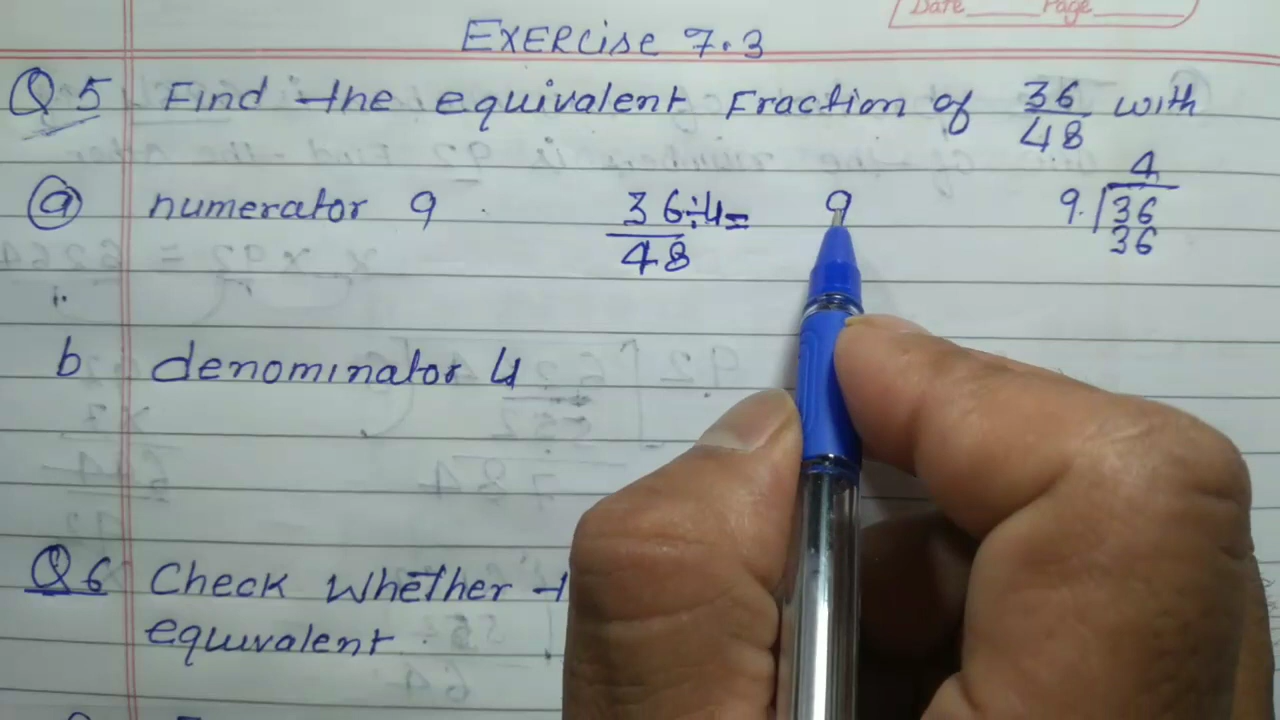 Date Page
Exercise 7.3
Q5 Find the equivalent Fraction of 36/48 with
a numerator 9 36÷4= 9 9. 36 4
48 36
b denominator 4
Q6 Check whether
equivalent